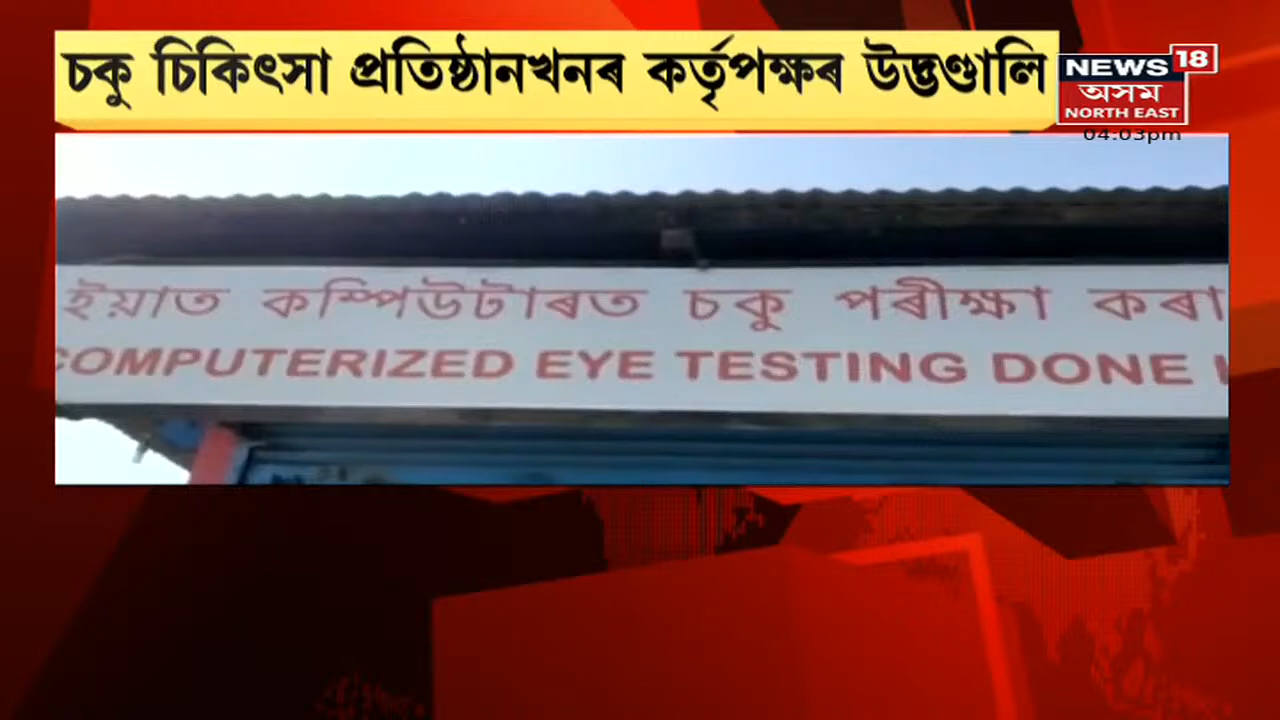 চকু চিকিৎসা প্ৰতিষ্ঠানখনৰ কৰ্তৃপক্ষৰ উদ্ভণ্ডালি
NEWS 18
অসম
NORTH EAST
04:03pm
ইয়াত কম্পিউটাৰত চকু পৰীক্ষা কৰা
COMPUTERIZED EYE TESTING DONE